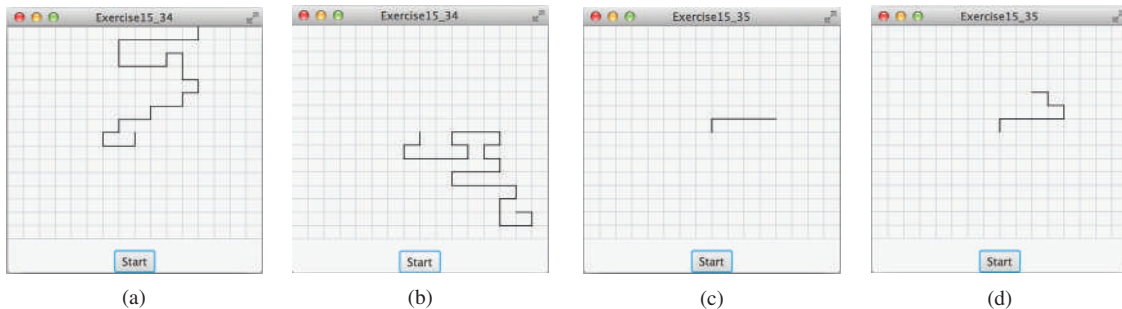 Exercise15_34
Exercise15_34
Exercise15_35
Exercise15_35
Start
Start
Start
Start
(a)
(b)
(c)
(d)